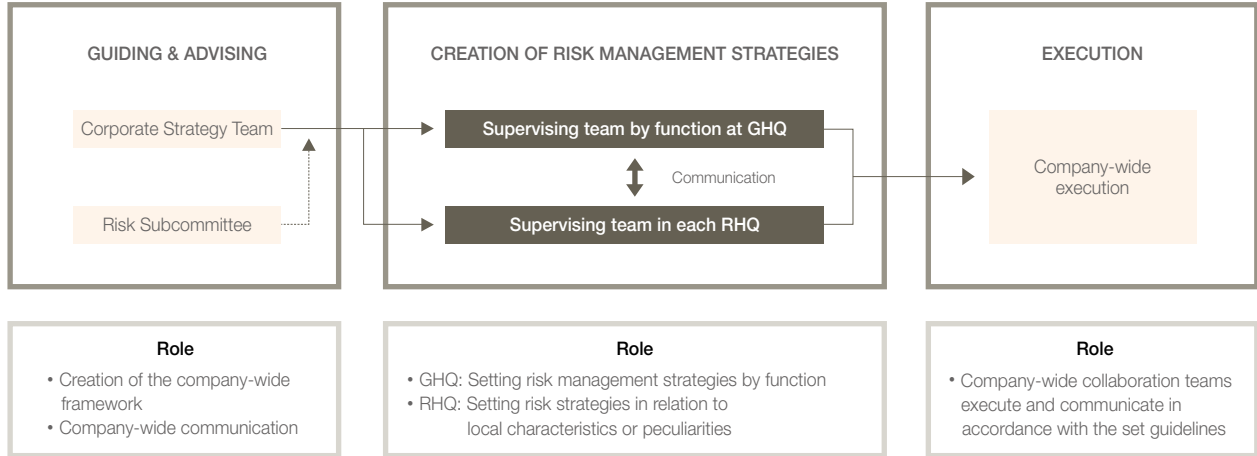 GUIDING & ADVISING
Corporate Strategy Team
Risk Subcommittee
CREATION OF RISK MANAGEMENT STRATEGIES
Supervising team by function at GHQ
Communication
Supervising team in each RHQ
EXECUTION
Company-wide
execution
Role
• Creation of the company-wide
framework
• Company-wide communication
Role
• GHQ: Setting risk management strategies by function
• RHQ: Setting risk strategies in relation to
local characteristics or peculiarities
Role
• Company-wide collaboration teams
execute and communicate in
accordance with the set guidelines